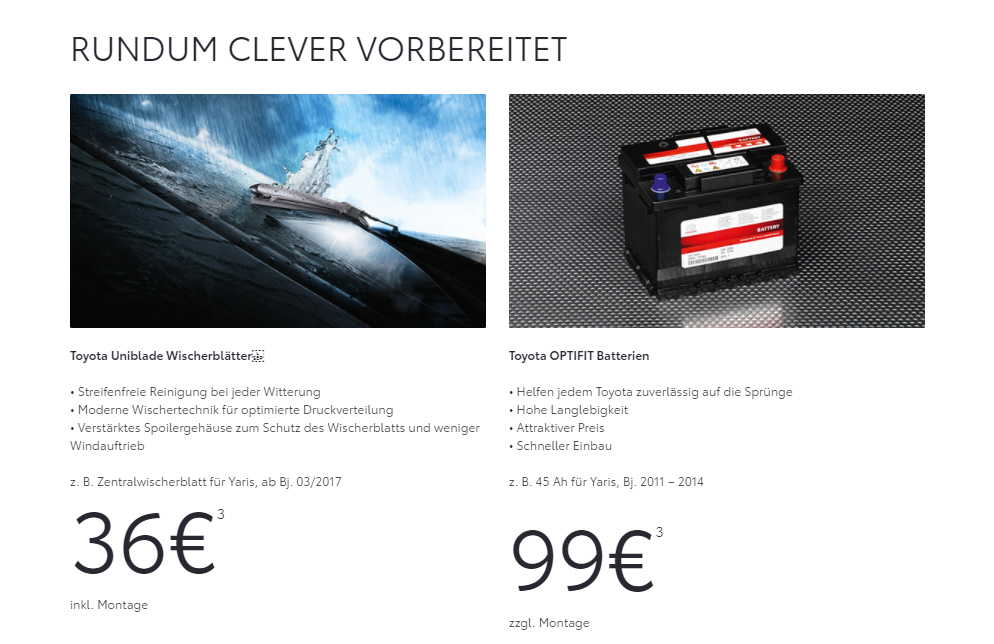 RUNDUM CLEVER VORBEREITET
Toyota Uniblade Wischerblätter
• Streifenfreie Reinigung bei jeder Witterung
• Moderne Wischertechnik für optimierte Druckverteilung
• Verstärktes Spoilergehäuse zum Schutz des Wischerblatts und weniger
Windauftrieb
z. B. Zentralwischerblatt für Yaris, ab Bj. 03/2017
36€3
inkl. Montage
BATTERY
BATTERY
Toyota OPTIFIT Batterien
• Helfen jedem Toyota zuverlässig auf die Sprünge
• Hohe Langlebigkeit
• Attraktiver Preis
• Schneller Einbau
z. B. 45 Ah für Yaris, Bj. 2011 – 2014
99€3
zzgl. Montage